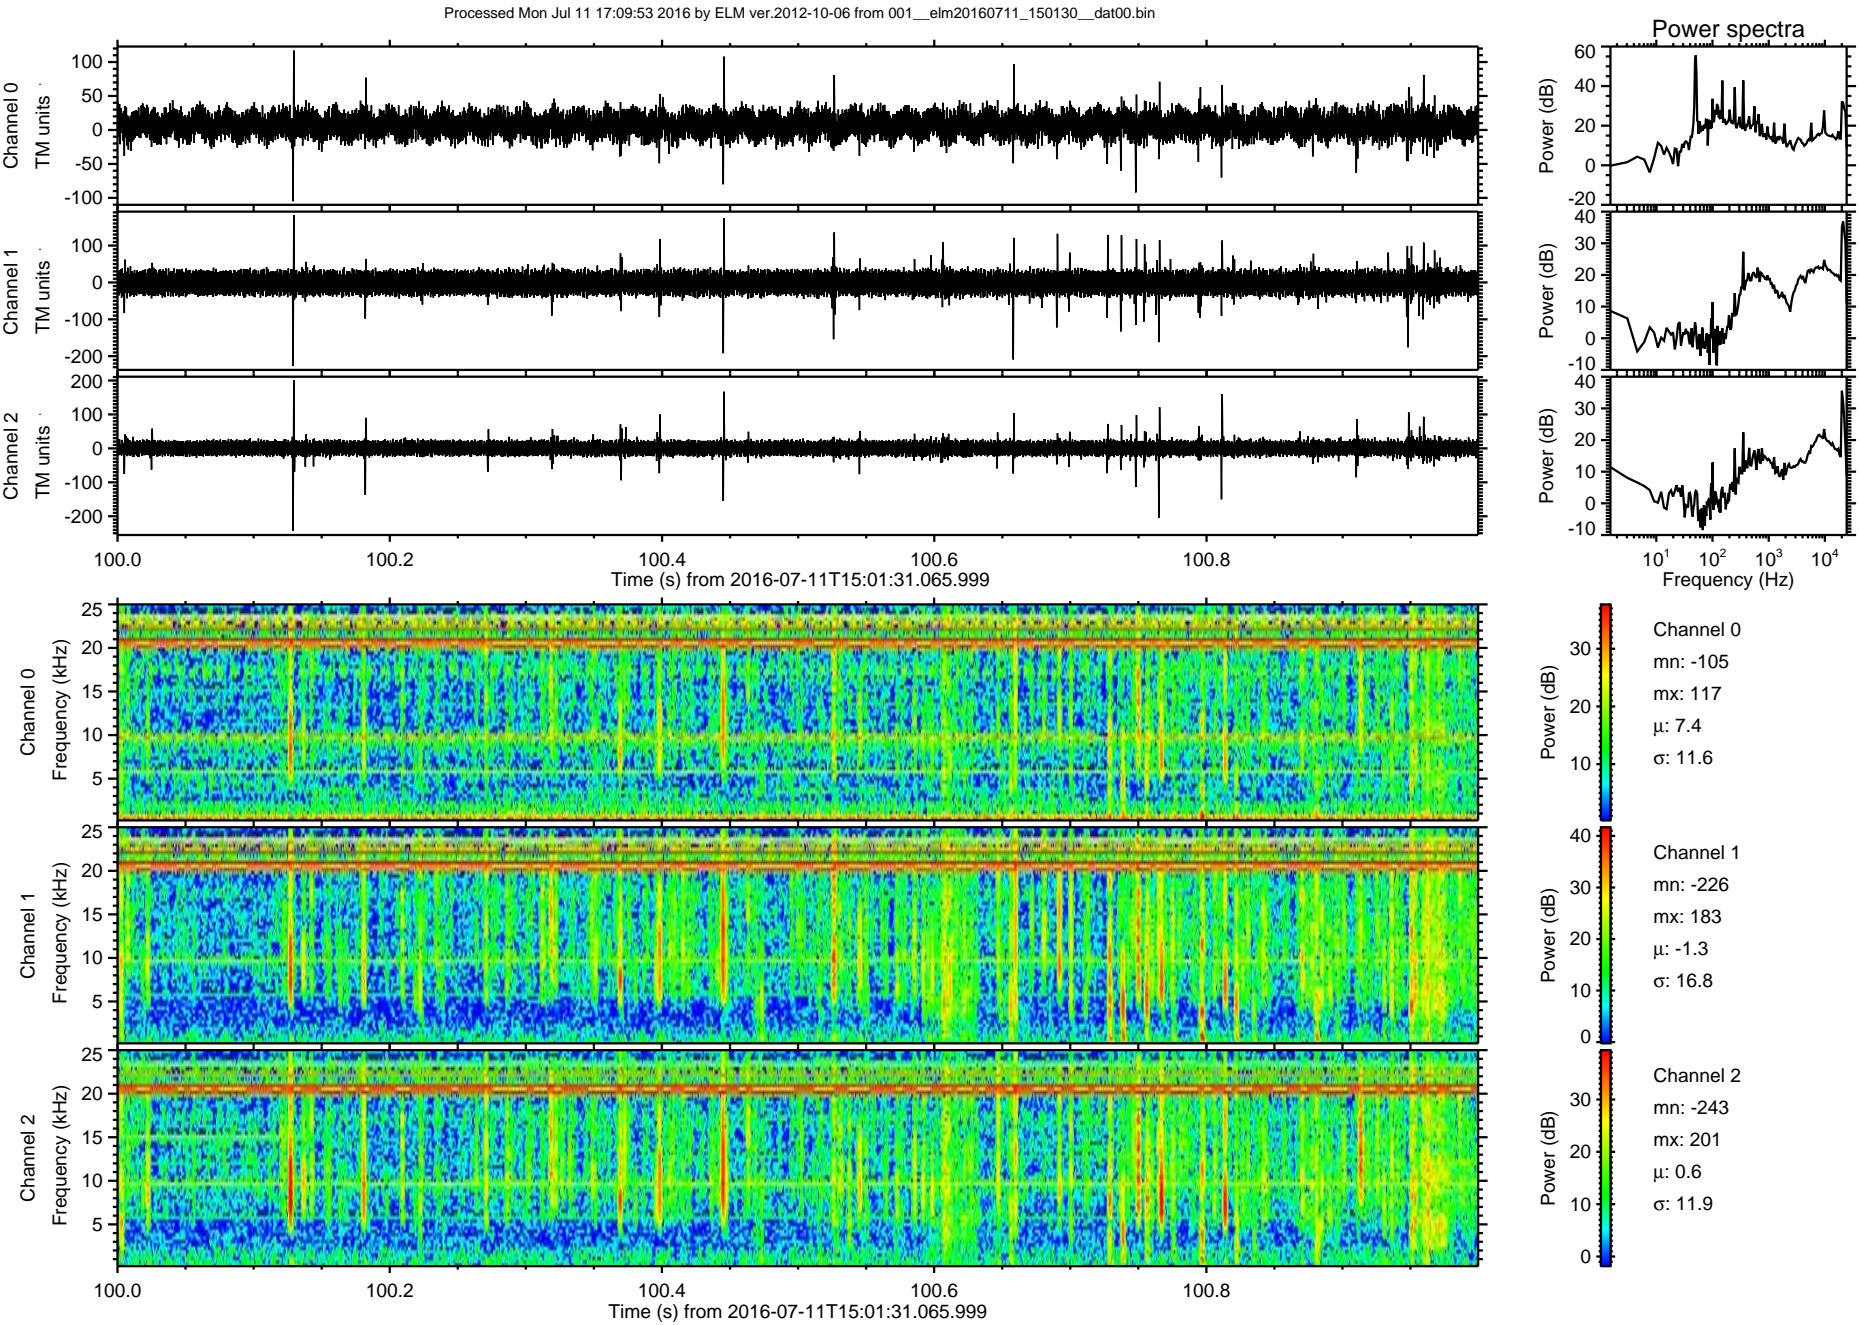 Processed Mon Jul 11 17:09:53 2016 by ELM ver.2012-10-06 from 001__elm20160711_150130__dat00.bin
Power spectra
Channel 0
TM units
100
50
0
-50
-100
Power (dB)
60
40
20
0
-20
Channel 1
TM units
100
0
-100
-200
Power (dB)
40
30
20
10
0
-10
Channel 2
TM units
200
100
0
-100
-200
Power (dB)
40
30
20
10
0
-10
100.0 100.2 100.4 100.6 100.8
Time (s) from 2016-07-11T15:01:31.065.999
10¹ 10² 10³ 10⁴
Frequency (Hz)
Channel 0
Frequency (kHz)
25
20
15
10
5
Power (dB)
30
20
10
Channel 0
mn: -105
mx: 117
μ: 7.4
σ: 11.6
Channel 1
Frequency (kHz)
25
20
15
10
5
Power (dB)
40
30
20
10
0
Channel 1
mn: -226
mx: 183
μ: -1.3
σ: 16.8
Channel 2
Frequency (kHz)
25
20
15
10
5
Power (dB)
30
20
10
0
Channel 2
mn: -243
mx: 201
μ: 0.6
σ: 11.9
100.0 100.2 100.4 100.6 100.8
Time (s) from 2016-07-11T15:01:31.065.999